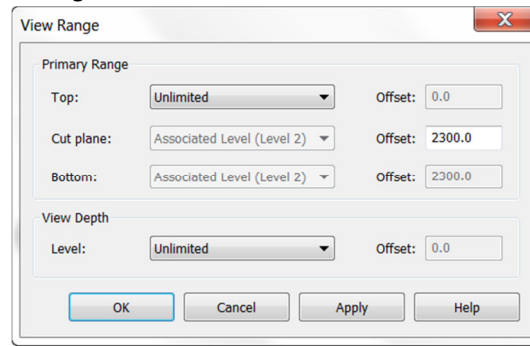 View Range
Primary Range
Top: Unlimited Offset: 0.0
Cut plane: Associated Level (Level 2) Offset: 2300.0
Bottom: Associated Level (Level 2) Offset: 2300.0
View Depth
Level: Unlimited Offset: 0.0
OK Cancel Apply Help